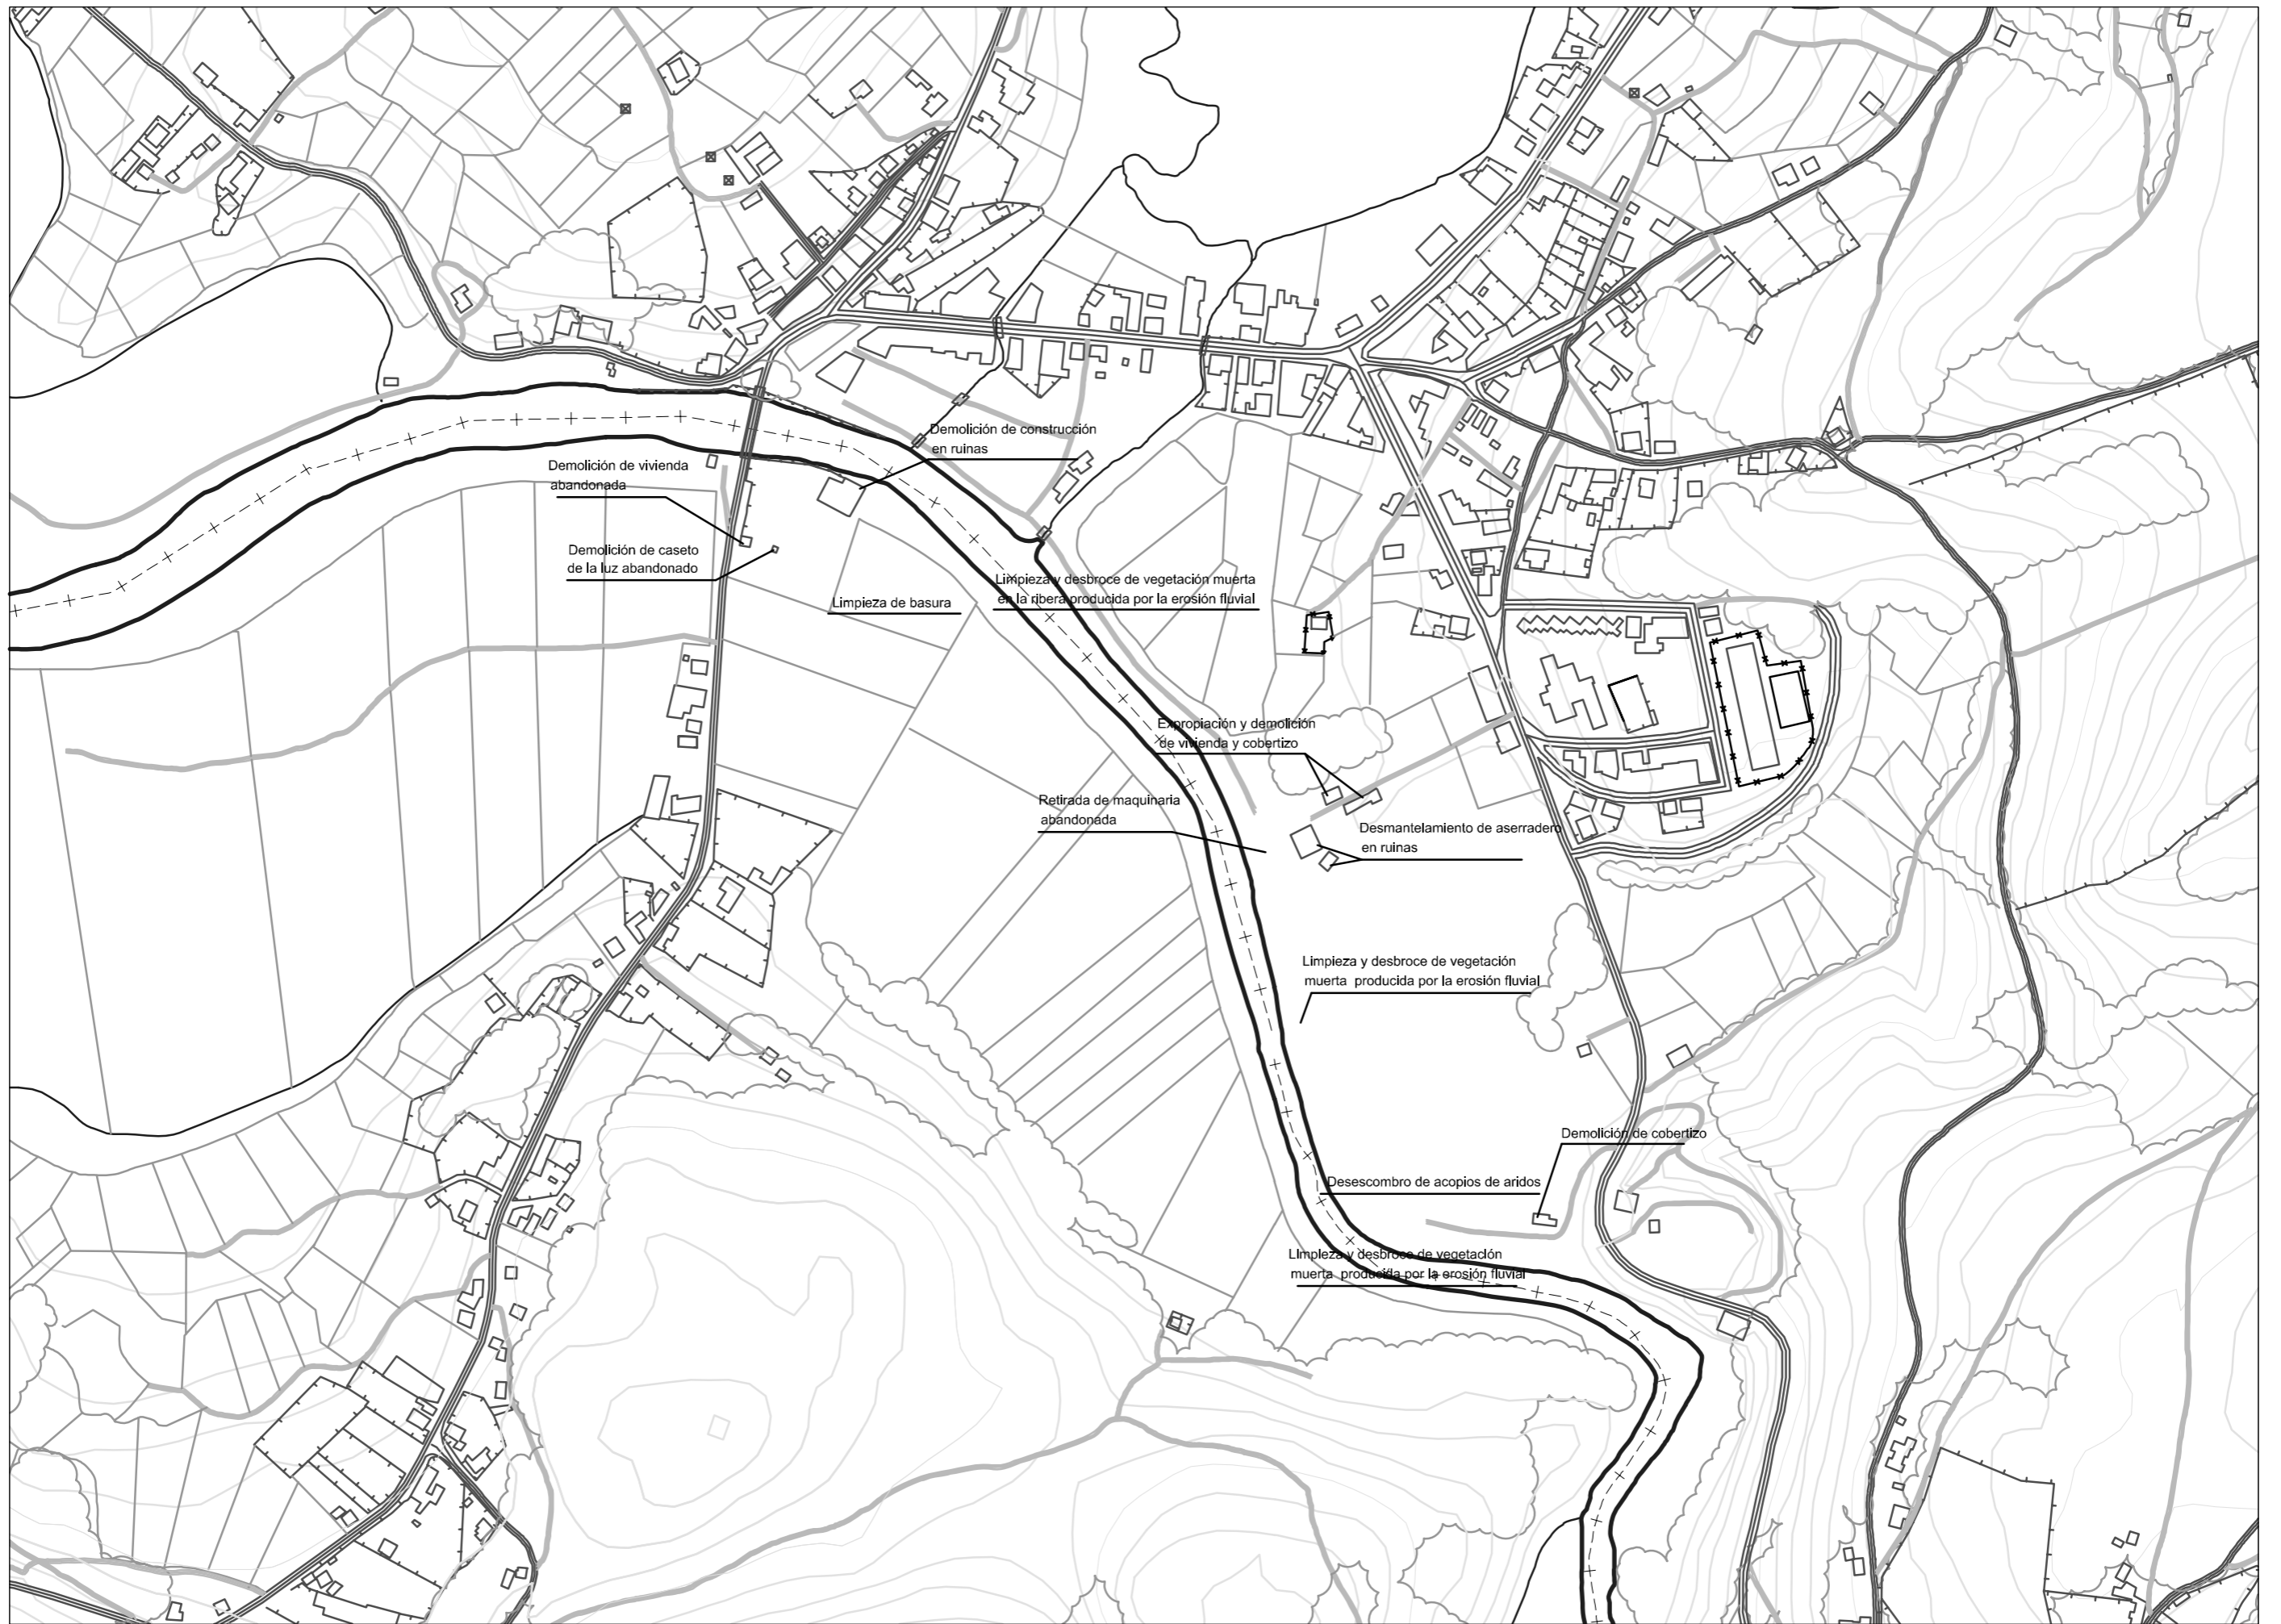 Demolición de construcción
en ruinas
Demolición de vivienda
abandonada
Demolición de caseto
de la luz abandonado
Limpieza de basura
Limpieza y desbroce de vegetación muerta
en la ribera producida por la erosión fluvial
Expropiación y demolición
de vivienda y cobertizo
Retirada de maquinaria
abandonada
Desmantelamiento de aserradero
en ruinas
Limpieza y desbroce de vegetación
muerta producida por la erosión fluvial
Demolición de cobertizo
Desescombro de acopios de aridos
LImpieza y desbroce de vegetación
muerta producida por la erosión fluvial